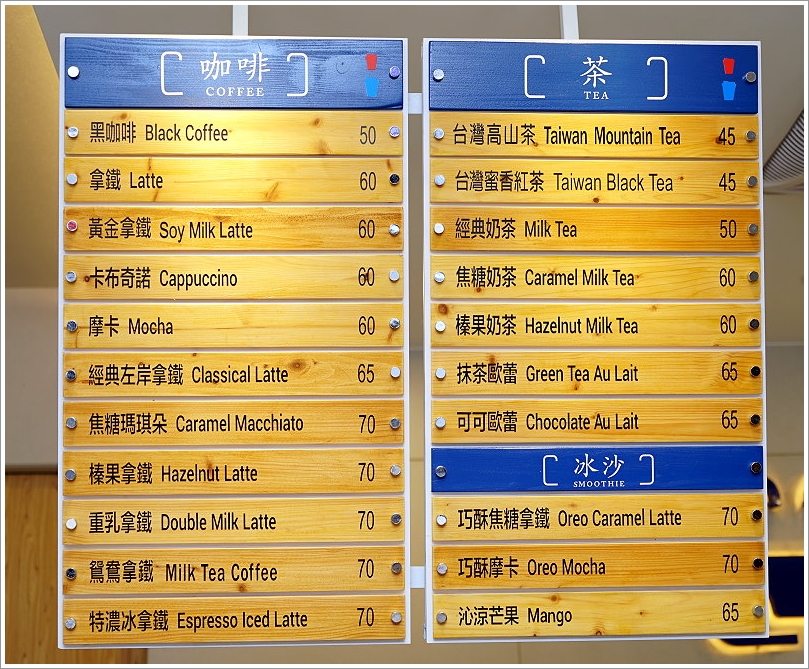 咖啡
COFFEE
黑咖啡 Black Coffee 50
拿鐵 Latte 60
黃金拿鐵 Soy Milk Latte 60
卡布奇諾 Cappuccino 60
摩卡 Mocha 60
經典左岸拿鐵 Classical Latte 65
焦糖瑪琪朵 Caramel Macchiato 70
榛果拿鐵 Hazelnut Latte 70
重乳拿鐵 Double Milk Latte 70
鴛鴦拿鐵 Milk Tea Coffee 70
特濃冰拿鐵 Espresso Iced Latte 70
茶
TEA
台灣高山茶 Taiwan Mountain Tea 45
台灣蜜香紅茶 Taiwan Black Tea 45
經典奶茶 Milk Tea 50
焦糖奶茶 Caramel Milk Tea 60
榛果奶茶 Hazelnut Milk Tea 60
抹茶歐蕾 Green Tea Au Lait 65
可可歐蕾 Chocolate Au Lait 65
冰沙
SMOOTHIE
巧酥焦糖拿鐵 Oreo Caramel Latte 70
巧酥摩卡 Oreo Mocha 70
沁涼芒果 Mango 65